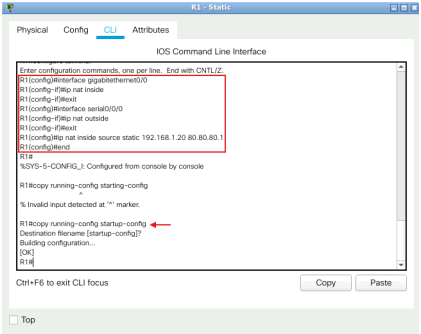 R1 - Static
Physical Config CLI Attributes
IOS Command Line Interface
Enter configuration commands, one per line. End with CNTL/Z.
R1(config)#interface gigabitethernet0/0
R1(config-if)#ip nat inside
R1(config-if)#exit
R1(config)#interface serial0/0/0
R1(config-if)#ip nat outside
R1(config-if)#exit
R1(config)#ip nat inside source static 192.168.1.20 80.80.80.1
R1(config)#end
R1#
%SYS-5-CONFIG_I: Configured from console by console
R1#copy running-config starting-config
^
% Invalid input detected at '^' marker.
R1#copy running-config startup-config
Destination filename [startup-config]?
Building configuration...
[OK]
R1#
Ctrl+F6 to exit CLI focus
Copy Paste
Top